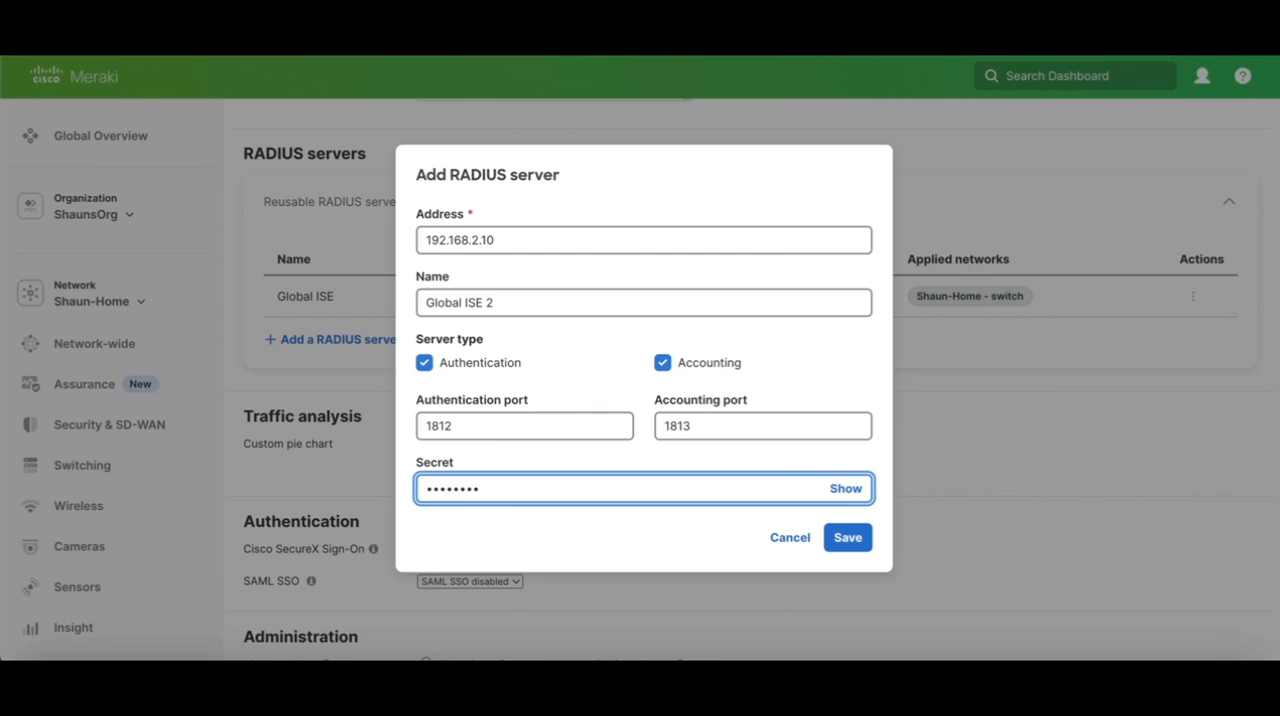 CISCO Meraki
Search Dashboard
Global Overview
Organization
ShaunsOrg
Network
Shaun-Home
Network-wide
Assurance New
Security & SD-WAN
Switching
Wireless
Cameras
Sensors
Insight
RADIUS servers
Reusable RADIUS serve
Name
Applied networks
Actions
Global ISE
Shaun-Home - switch
+ Add a RADIUS serve
Traffic analysis
Custom pie chart
Authentication
Cisco SecureX Sign-On
SAML SSO
SAML SSO disabled
Administration
Add RADIUS server
Address *
192.168.2.10
Name
Global ISE 2
Server type
Authentication
Accounting
Authentication port
Accounting port
1812
1813
Secret
••••••••
Show
Cancel
Save